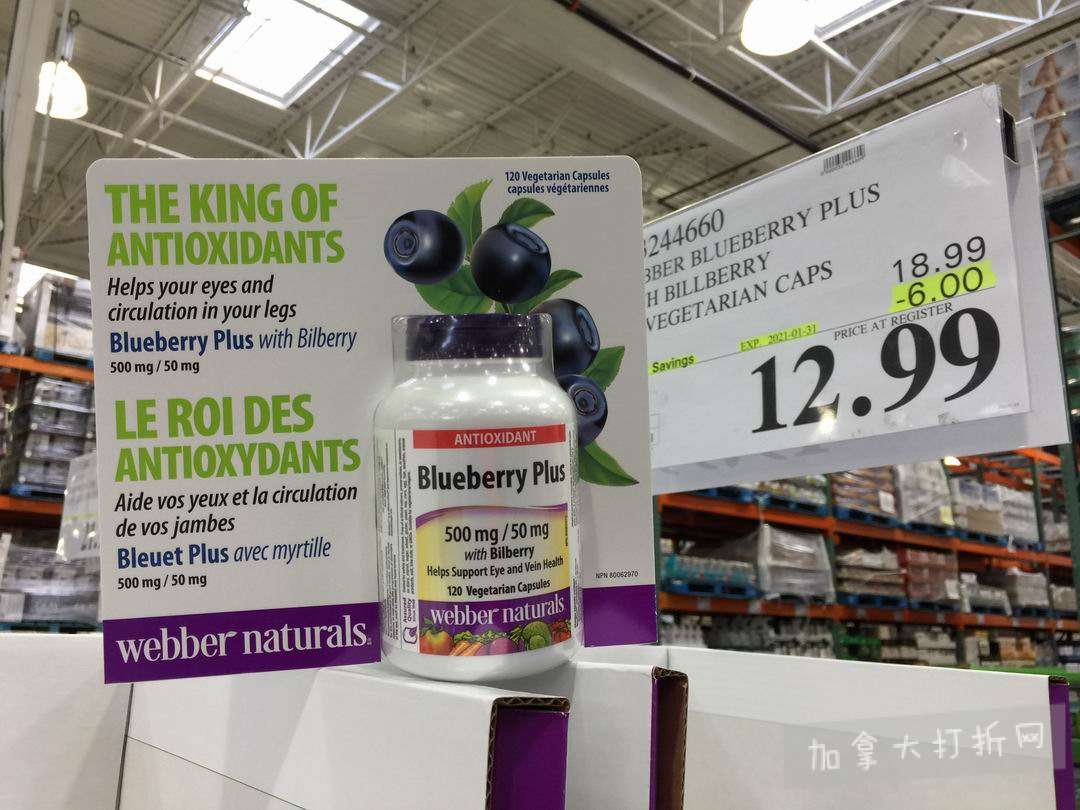 THE KING OF
ANTIOXIDANTS
Helps your eyes and
circulation in your legs
Blueberry Plus with Bilberry
500 mg / 50 mg
LE ROI DES
ANTIOXYDANTS
Aide vos yeux et la circulation
de vos jambes
Bleuet Plus avec myrtille
500 mg / 50 mg
webber naturals
120 Vegetarian Capsules
capsules végétariennes
ANTIOXIDANT
Blueberry Plus
500 mg / 50 mg
with Bilberry
Helps Support Eye and Vein Health
120 Vegetarian Capsules
webber naturals
NPN 80062970
3244660
BBER BLUEBERRY PLUS
H BILLBERRY
VEGETARIAN CAPS
18.99
-6.00
Savings
EXP. 2021-01-31
PRICE AT REGISTER
12.99
加拿大打折网